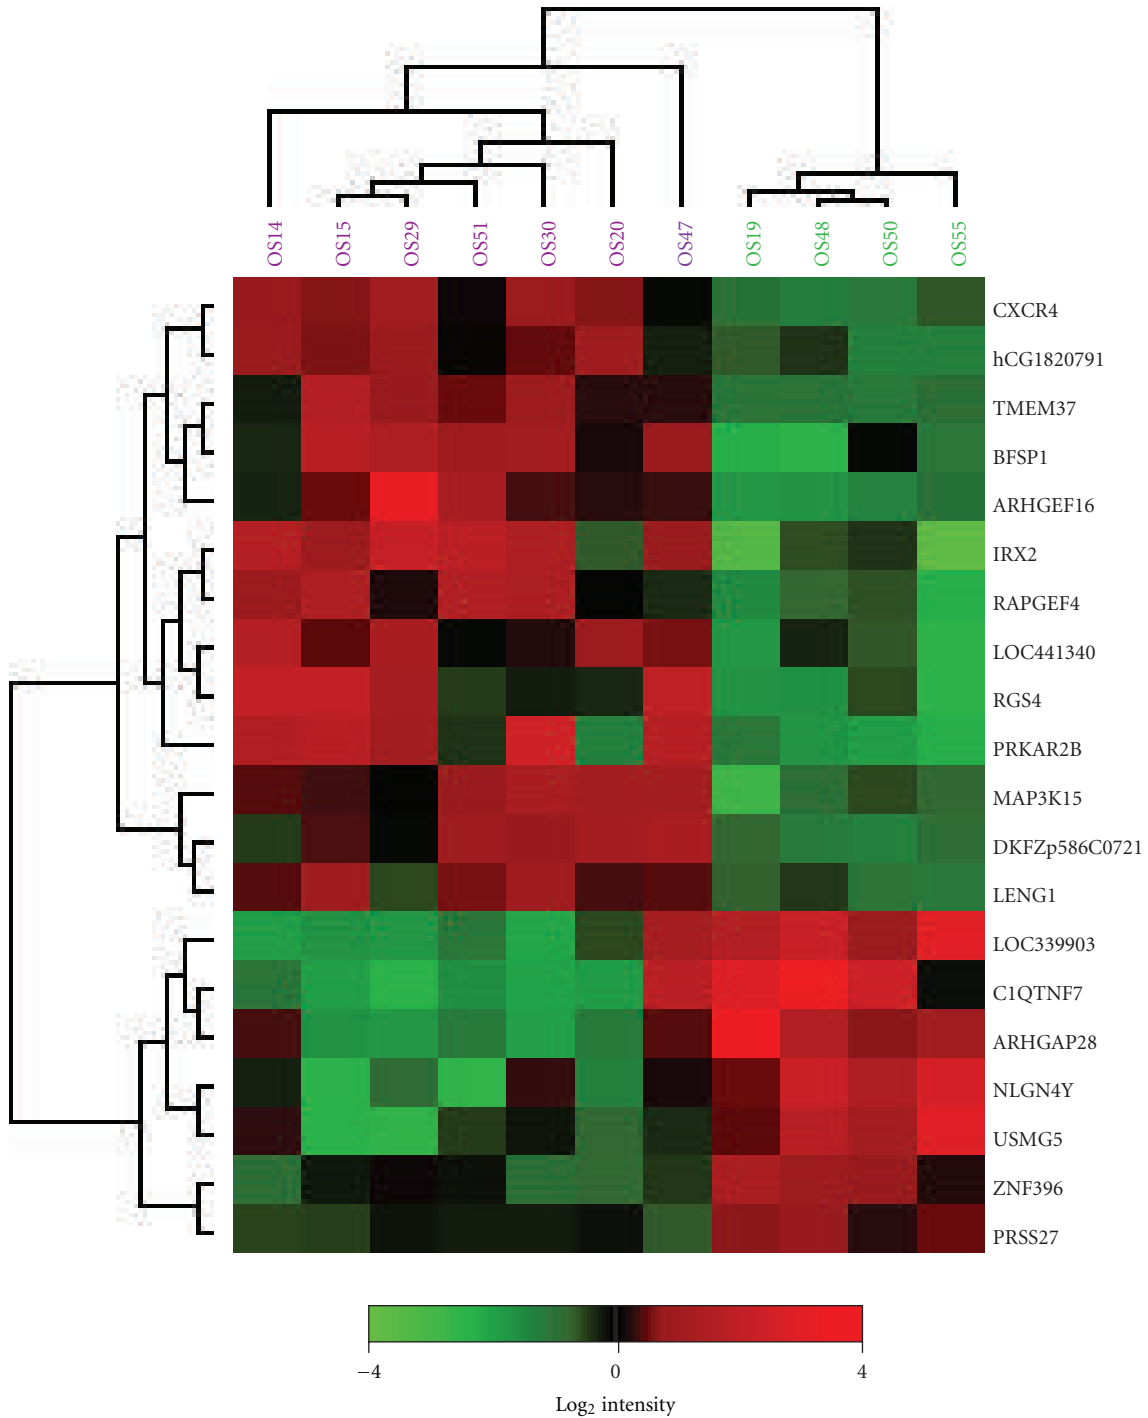 OS14 OS15 OS29 OS51 OS30 OS20 OS47 OS19 OS48 OS50 OS55
CXCR4
hCG1820791
TMEM37
BFSP1
ARHGEF16
IRX2
RAPGEF4
LOC441340
RGS4
PRKAR2B
MAP3K15
DKFZp586C0721
LENG1
LOC339903
C1QTNF7
ARHGAP28
NLGN4Y
USMG5
ZNF396
PRSS27
−4 0 4
Log₂ intensity